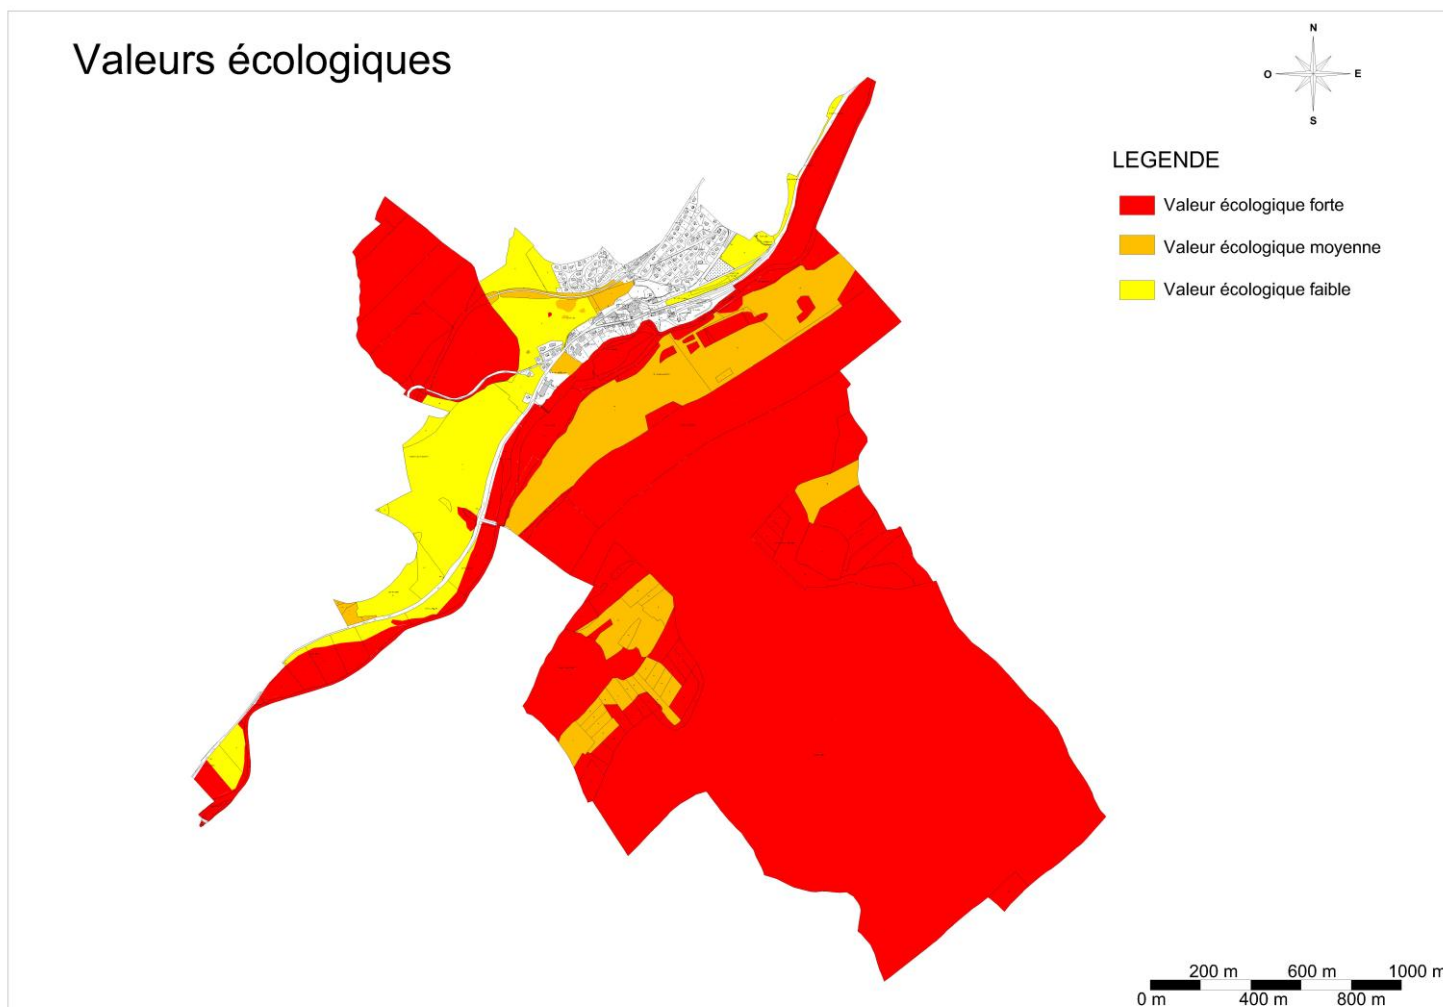 Valeurs écologiques
N
O
E
S
LEGENDE
Valeur écologique forte
Valeur écologique moyenne
Valeur écologique faible
200 m 600 m 1000 m
0 m 400 m 800 m